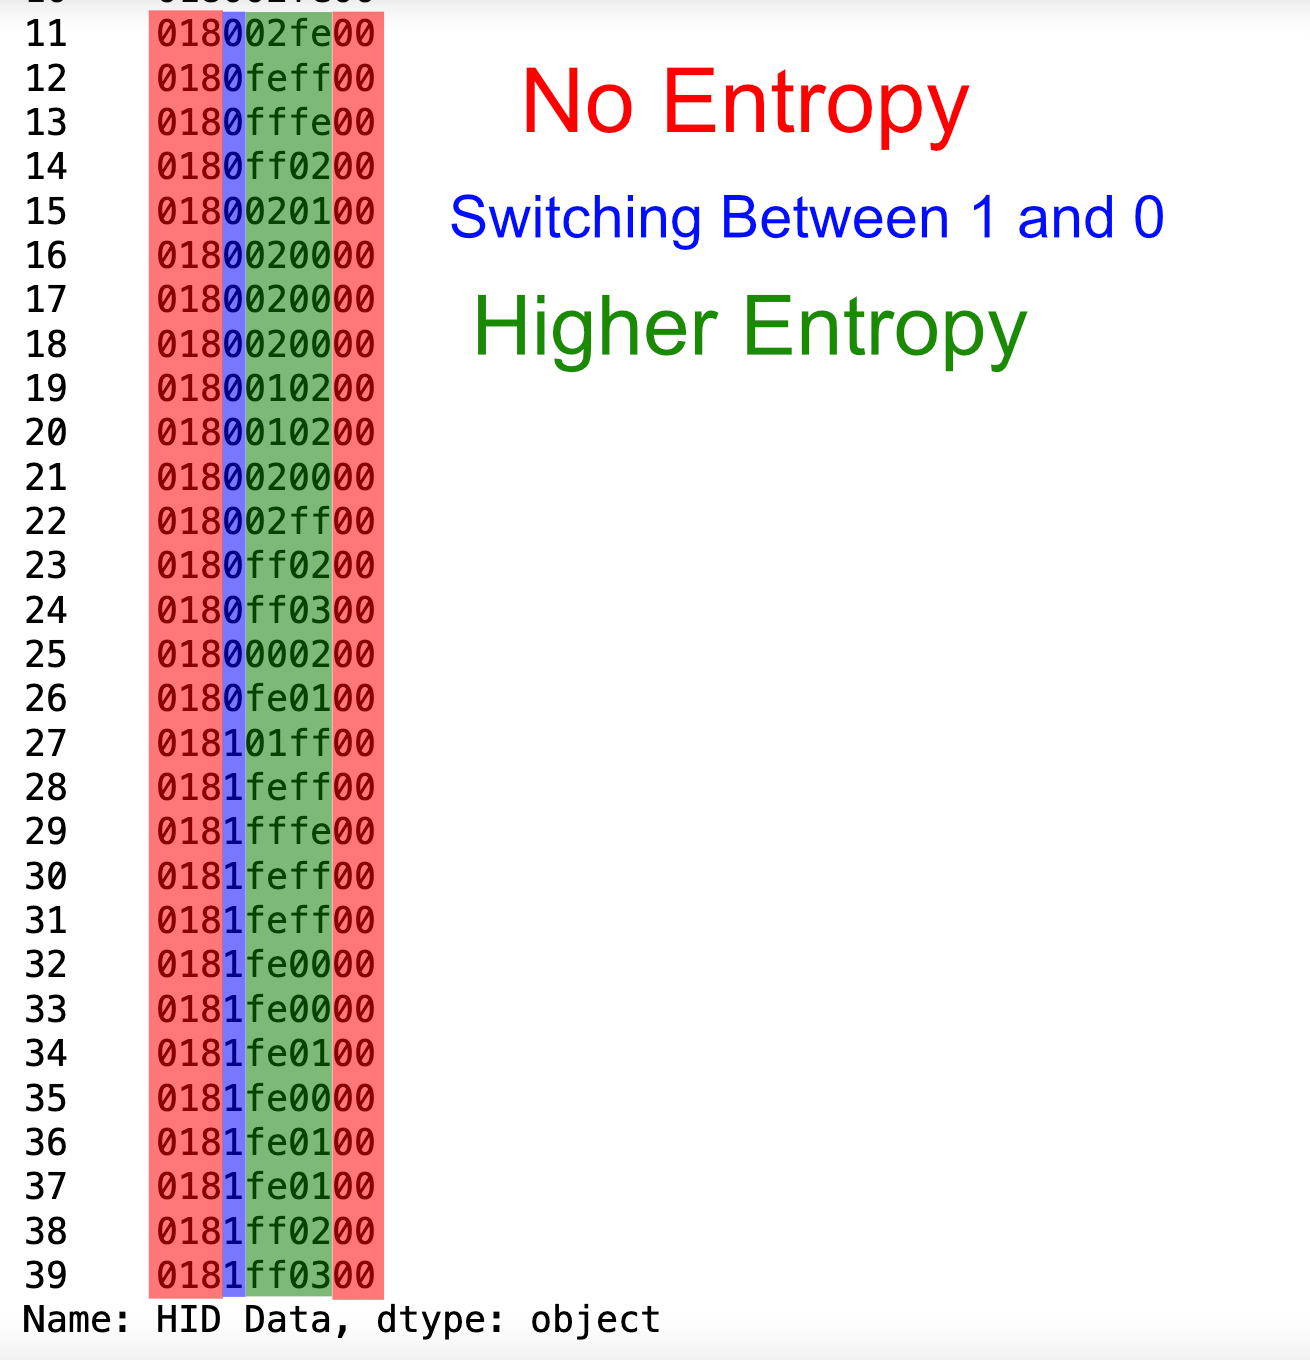 11 018002fe00
12 0180feff00
No Entropy
13 0180fffe00
14 0180ff0200
15 0180020100
Switching Between 1 and 0
16 0180020000
17 0180020000
Higher Entropy
18 0180020000
19 0180010200
20 0180010200
21 0180020000
22 018002ff00
23 0180ff0200
24 0180ff0300
25 0180000200
26 0180fe0100
27 018101ff00
28 0181feff00
29 0181fffe00
30 0181feff00
31 0181feff00
32 0181fe0000
33 0181fe0000
34 0181fe0100
35 0181fe0000
36 0181fe0100
37 0181fe0100
38 0181ff0200
39 0181ff0300
Name: HID Data, dtype: object